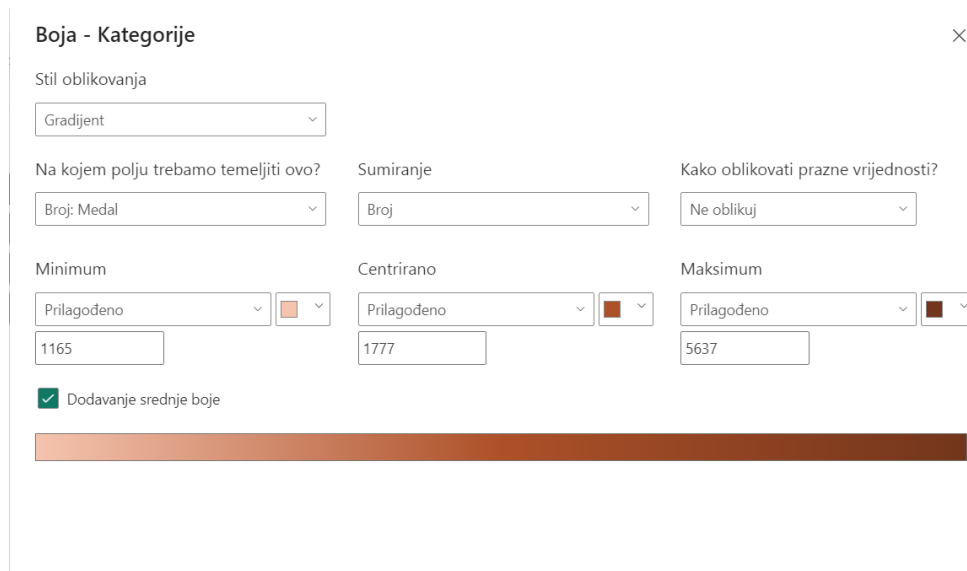 Boja - Kategorije
Stil oblikovanja
Gradijent
Na kojem polju trebamo temeljiti ovo? Sumiranje Kako oblikovati prazne vrijednosti?
Broj: Medal Broj Ne oblikuj
Minimum Centrirano Maksimum
Prilagođeno Prilagođeno Prilagođeno
1165 1777 5637
Dodavanje srednje boje